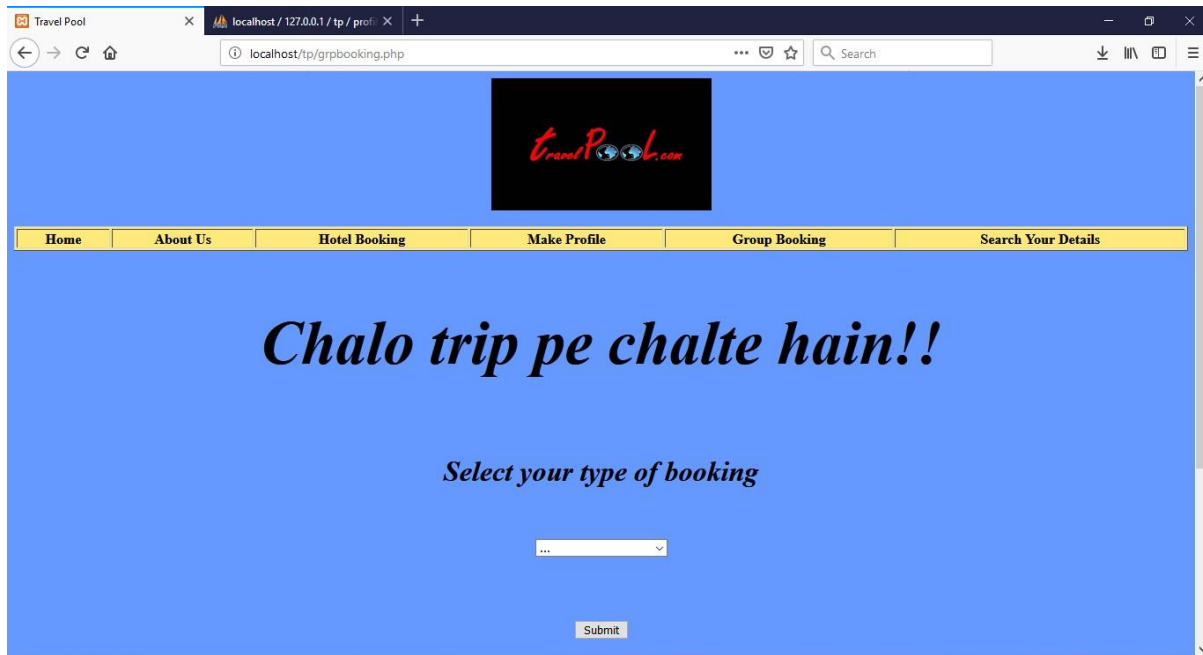 Travel Pool
localhost / 127.0.0.1 / tp / profil
localhost/tp/grpbooking.php
Search
travelPooL.com
Home About Us Hotel Booking Make Profile Group Booking Search Your Details
Chalo trip pe chalte hain!!
Select your type of booking
...
Submit